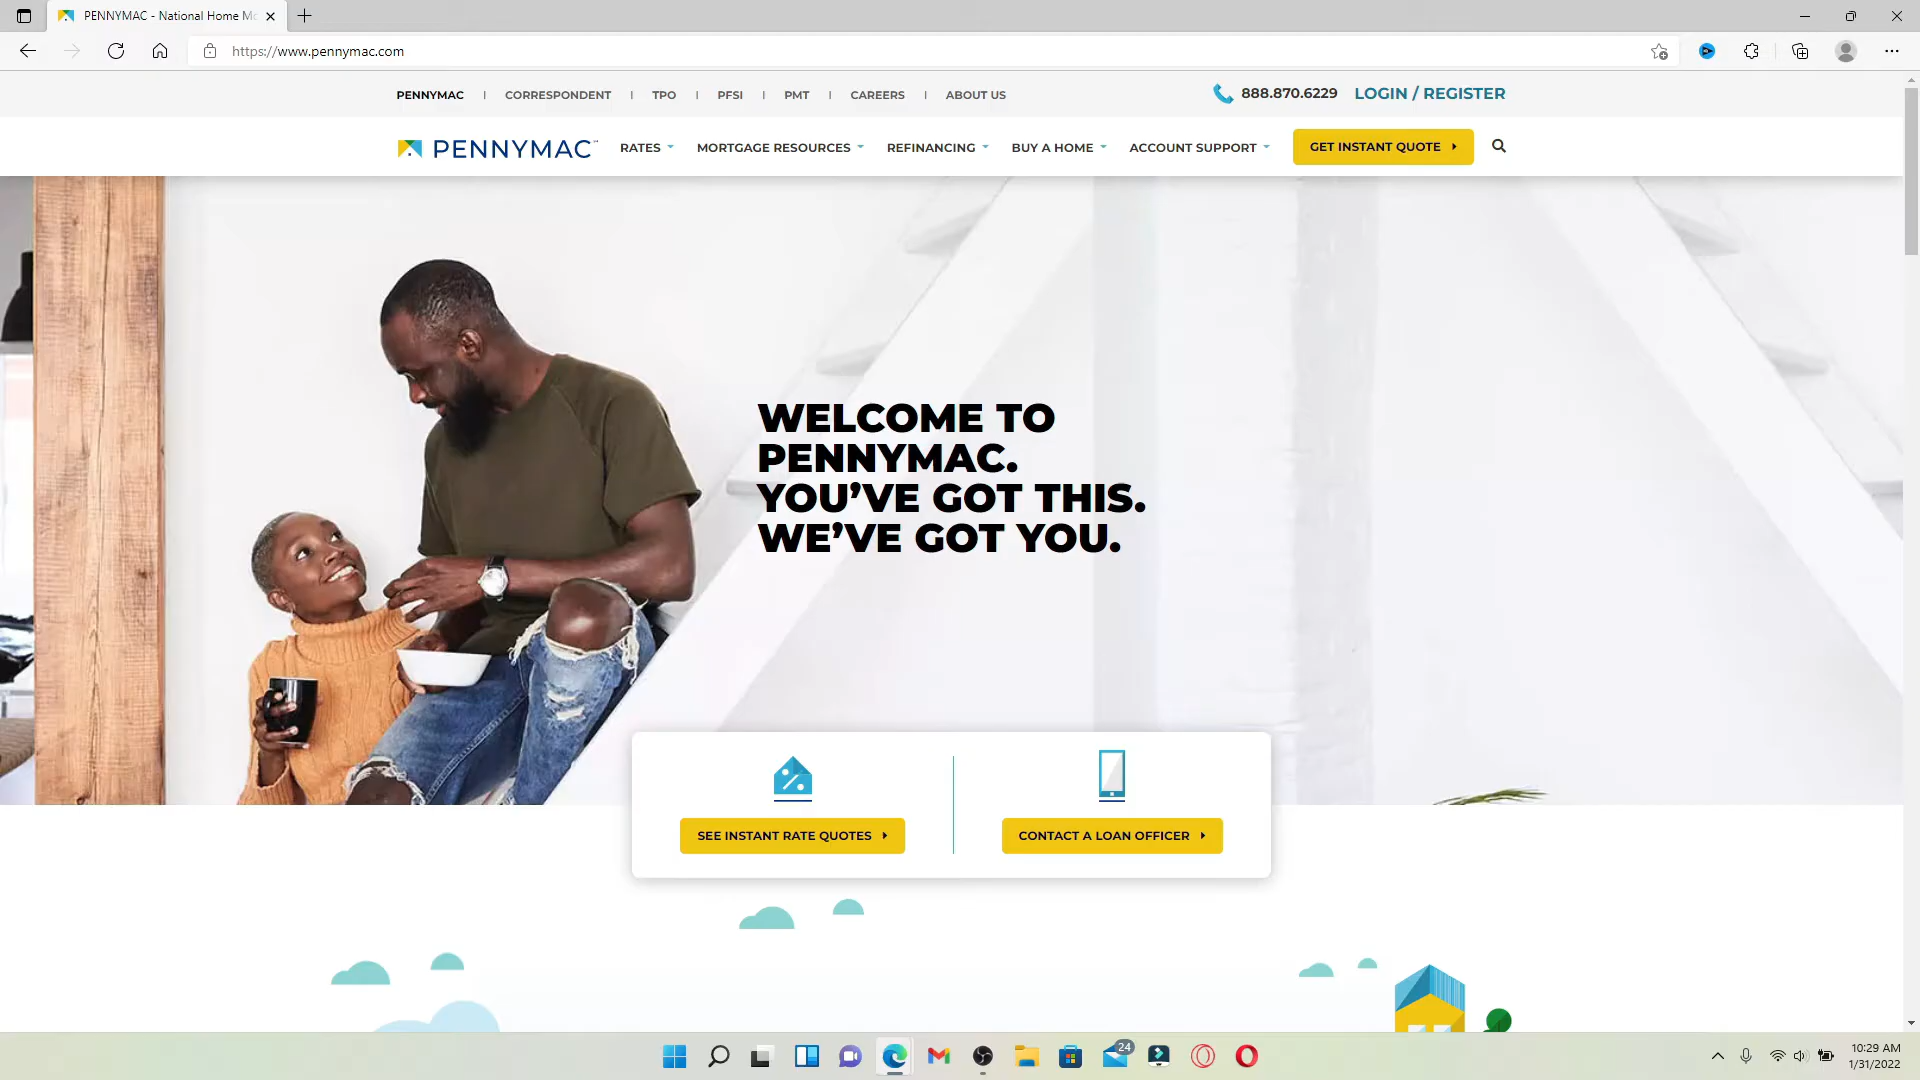 PENNYMAC - National Home Mo
https://www.pennymac.com
PENNYMAC | CORRESPONDENT | TPO | PFSI | PMT | CAREERS | ABOUT US
888.870.6229 LOGIN / REGISTER
PENNYMAC RATES MORTGAGE RESOURCES REFINANCING BUY A HOME ACCOUNT SUPPORT GET INSTANT QUOTE
WELCOME TO
PENNYMAC.
YOU’VE GOT THIS.
WE’VE GOT YOU.
SEE INSTANT RATE QUOTES
CONTACT A LOAN OFFICER
24
10:29 AM
1/31/2022